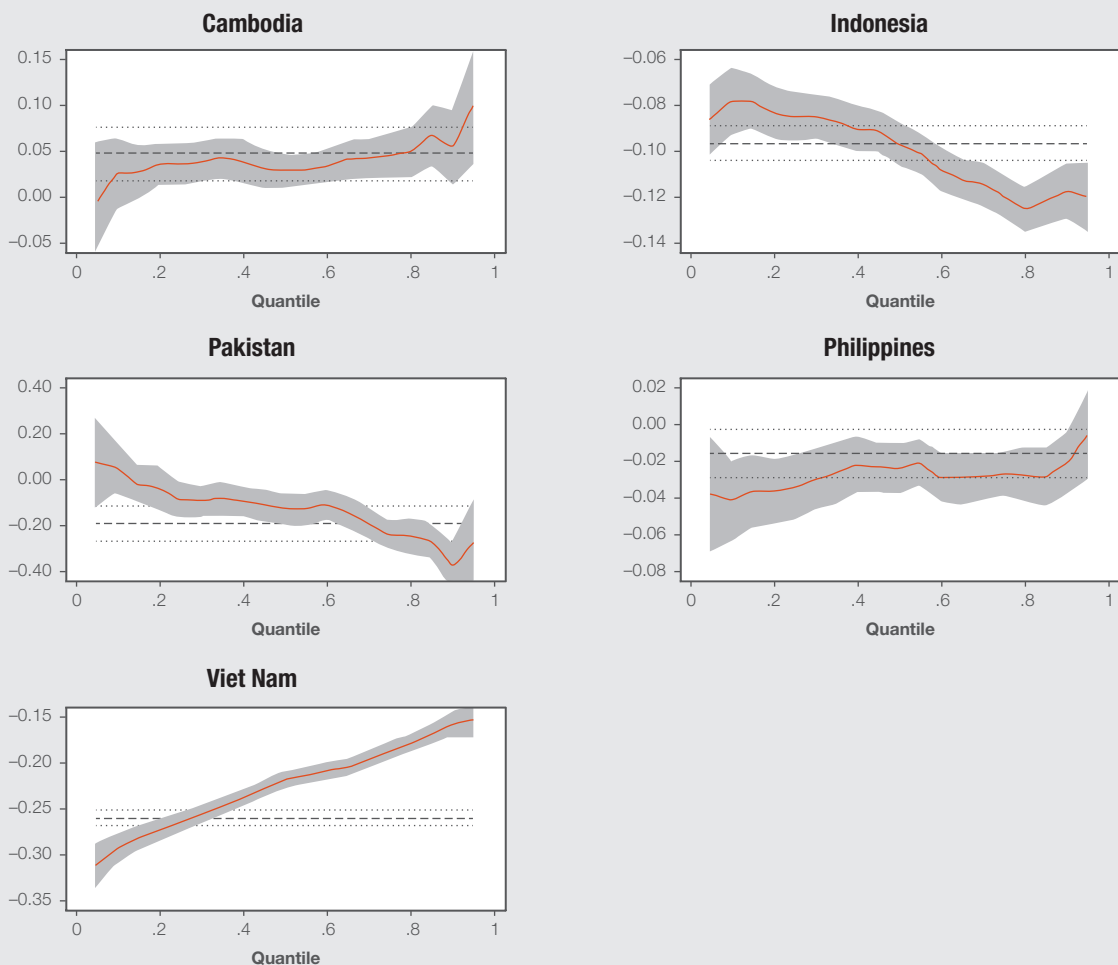 Cambodia
0.15
0.10
0.05
0.00
−0.05
0 .2 .4 .6 .8 1
Quantile
Indonesia
−0.06
−0.08
−0.10
−0.12
−0.14
0 .2 .4 .6 .8 1
Quantile
Pakistan
0.40
0.20
0.00
−0.20
−0.40
0 .2 .4 .6 .8 1
Quantile
Philippines
0.02
0.00
−0.02
−0.04
−0.06
−0.08
0 .2 .4 .6 .8 1
Quantile
Viet Nam
−0.15
−0.20
−0.25
−0.30
−0.35
0 .2 .4 .6 .8 1
Quantile